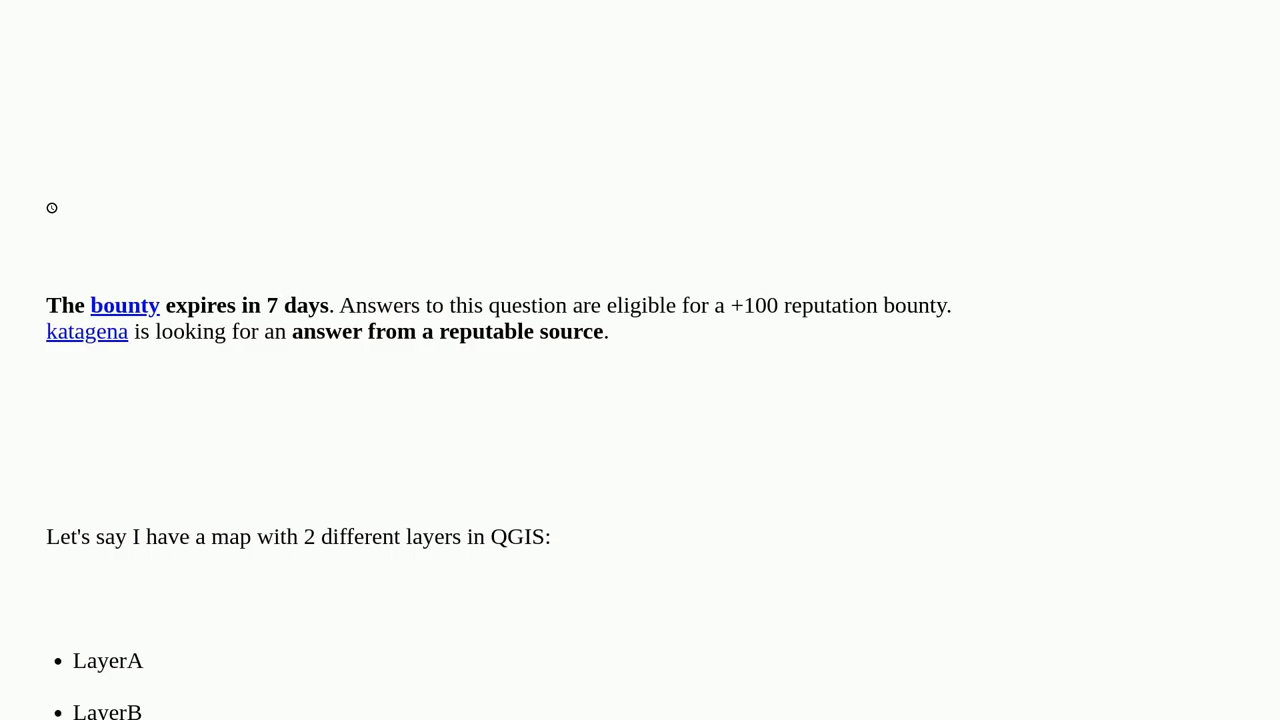 The bounty expires in 7 days. Answers to this question are eligible for a +100 reputation bounty.
katagena is looking for an answer from a reputable source.
Let's say I have a map with 2 different layers in QGIS:
• LayerA
• LayerB